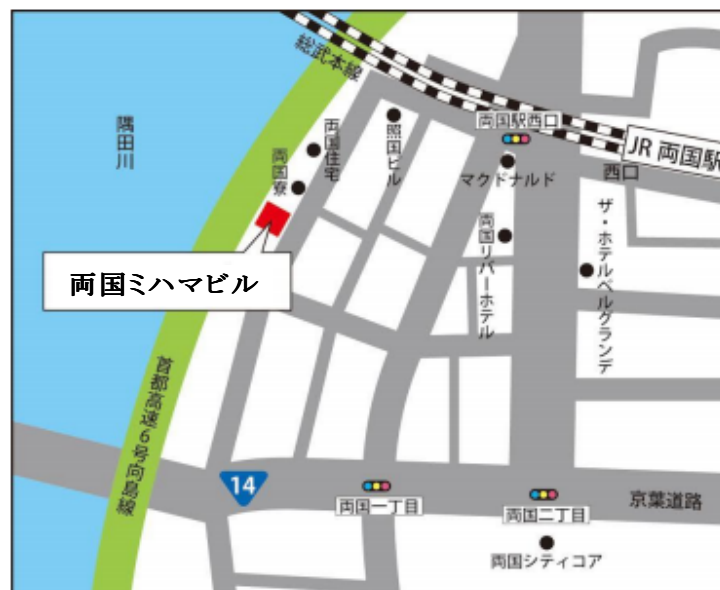 総武本線
隅田川
両国住宅
両国寮
照国ビル
両国駅西口
マクドナルド
JR 両国駅
西口
両国リバーホテル
ザ・ホテルベルグランデ
両国ミハマビル
首都高速6号向島線
14
両国一丁目
両国二丁目
京葉道路
両国シティコア